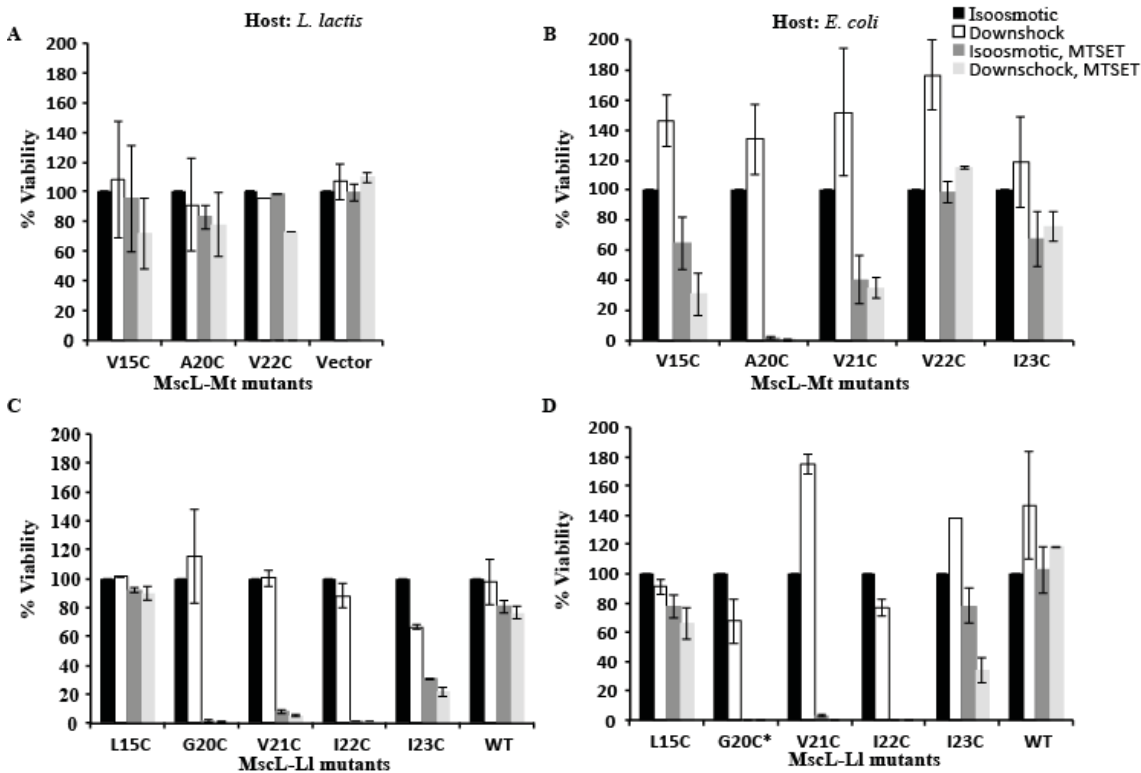 Host: L. lactis
A
200
180
160
140
120
100
80
60
40
20
0
% Viability
V15C A20C V22C Vector
MscL-Mt mutants
Host: E. coli
B
Isoosmotic
Downshock
Isoosmotic, MTSET
Downschock, MTSET
200
180
160
140
120
100
80
60
40
20
0
% Viability
V15C A20C V21C V22C I23C
MscL-Mt mutants
C
200
180
160
140
120
100
80
60
40
20
0
% Viability
L15C G20C V21C I22C I23C WT
MscL-Ll mutants
D
200
180
160
140
120
100
80
60
40
20
0
% Viability
L15C G20C* V21C I22C I23C WT
MscL-Ll mutants